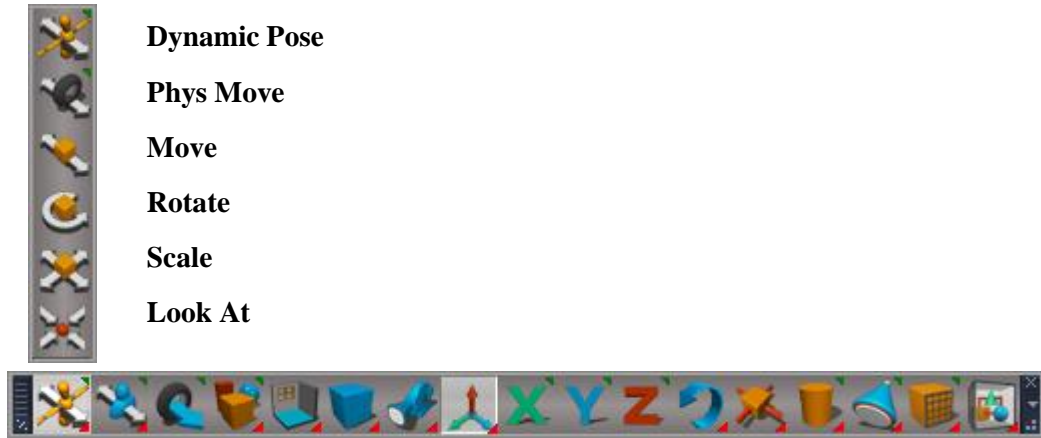 Dynamic Pose
Phys Move
Move
Rotate
Scale
Look At
X Y Z